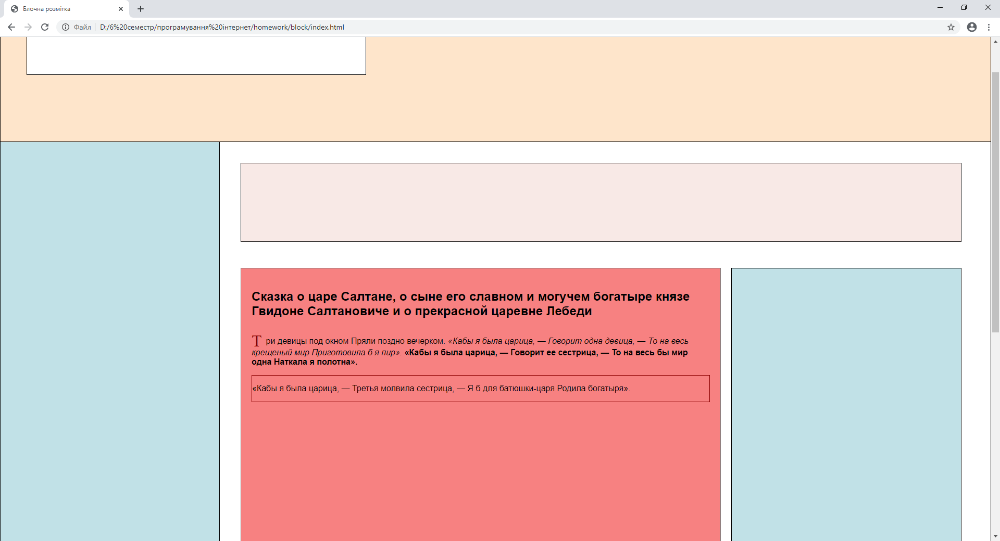 Блочна розмітка
Файл D:/6%20семестр/програмування%20інтернет/homework/block/index.html
Сказка о царе Салтане, о сыне его славном и могучем богатыре князе
Гвидоне Салтановиче и о прекрасной царевне Лебеди
Три девицы под окном Пряли поздно вечерком. «Кабы я была царица, — Говорит одна девица, — То на весь
крещеный мир Приготовила б я пир». «Кабы я была царица, — Говорит ее сестрица, — То на весь бы мир
одна Наткала я полотна».
«Кабы я была царица, — Третья молвила сестрица, — Я б для батюшки-царя Родила богатыря».